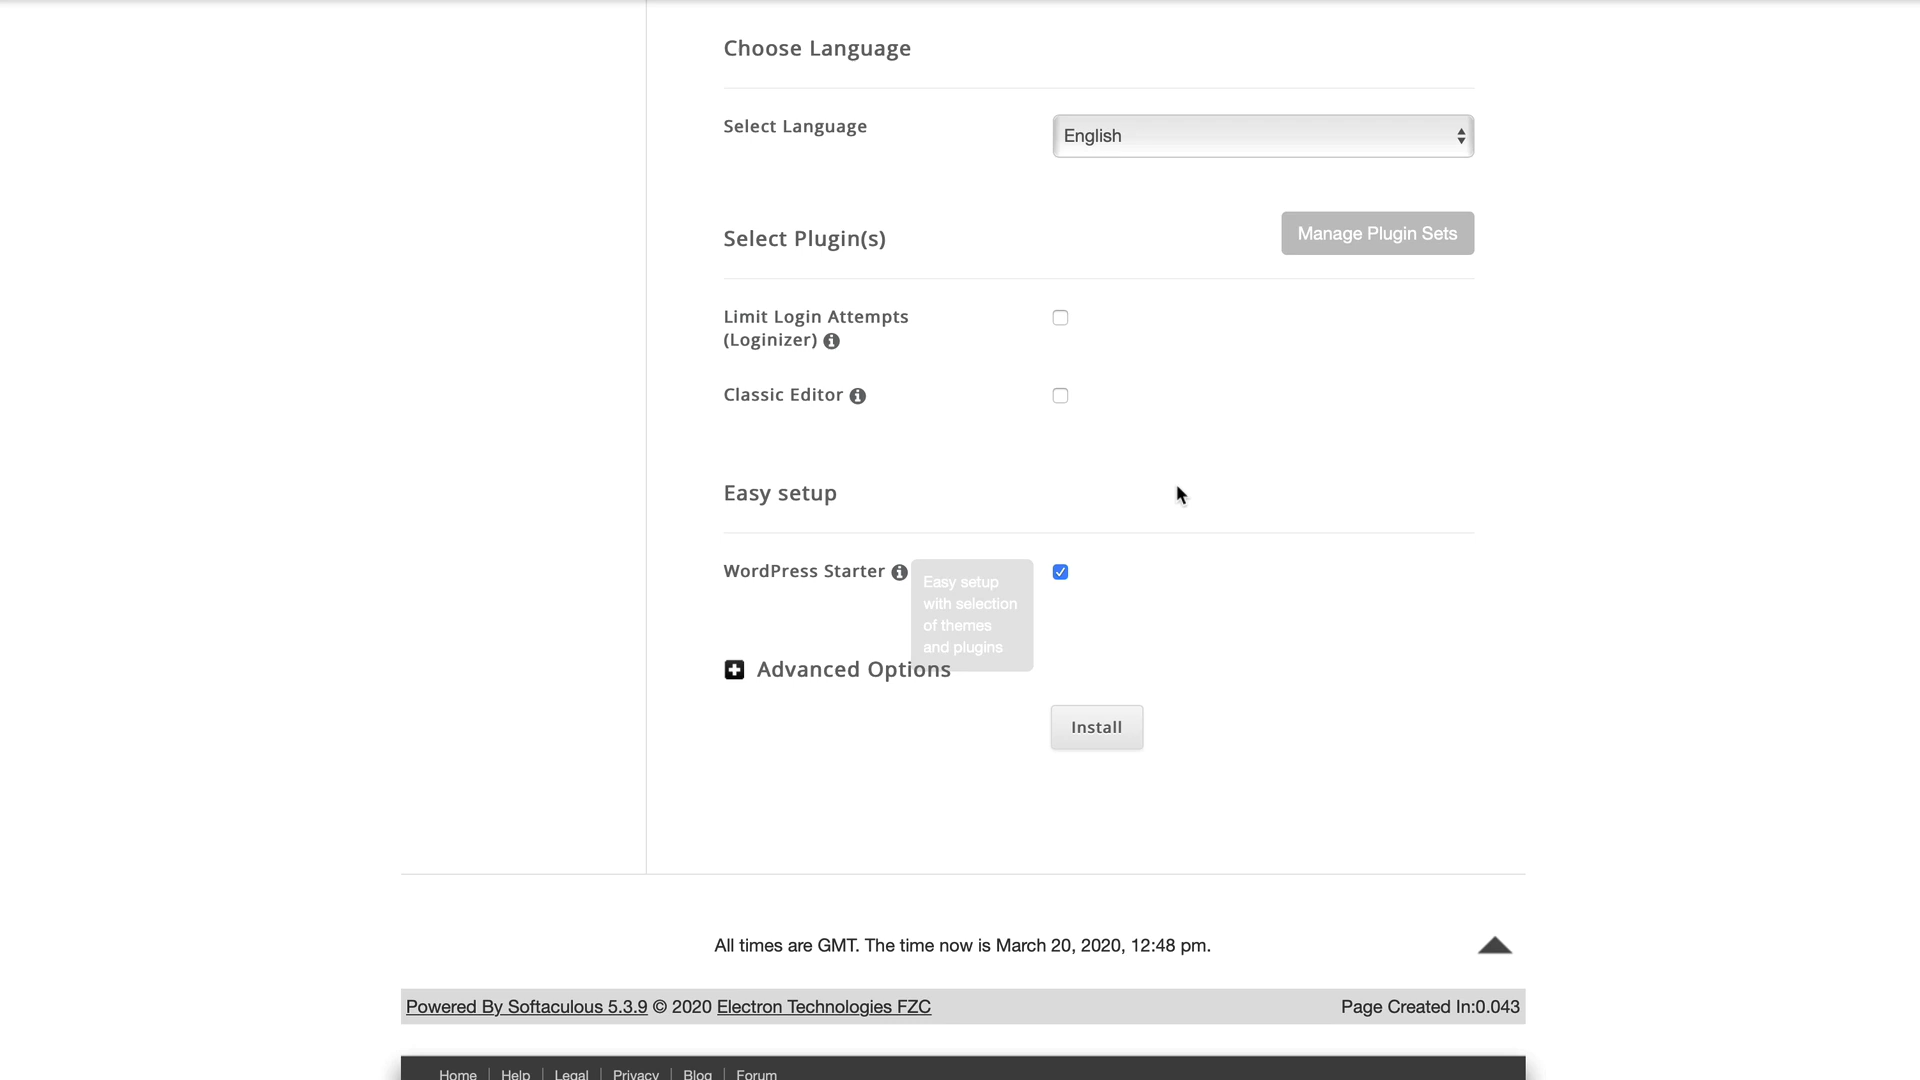 Choose Language
Select Language
English
Select Plugin(s)
Manage Plugin Sets
Limit Login Attempts
(Loginizer)
Classic Editor
Easy setup
WordPress Starter
Easy setup
with selection
of themes
and plugins
Advanced Options
Install
All times are GMT. The time now is March 20, 2020, 12:48 pm.
Powered By Softaculous 5.3.9 © 2020 Electron Technologies FZC
Page Created In:0.043
Home | Help | Legal | Privacy | Blog | Forum